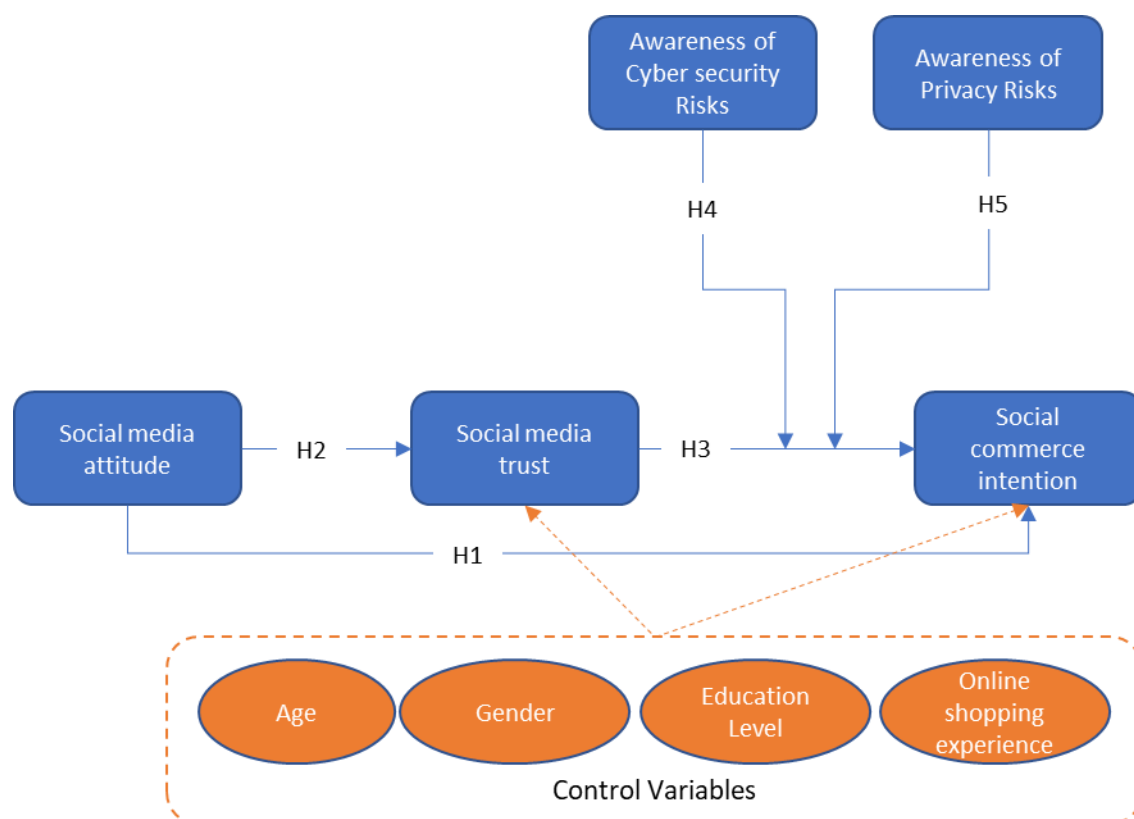 Awareness of
Cyber security
Risks
Awareness of
Privacy Risks
H4
H5
Social media
attitude
H2
Social media
trust
H3
Social
commerce
intention
H1
Age
Gender
Education
Level
Online
shopping
experience
Control Variables